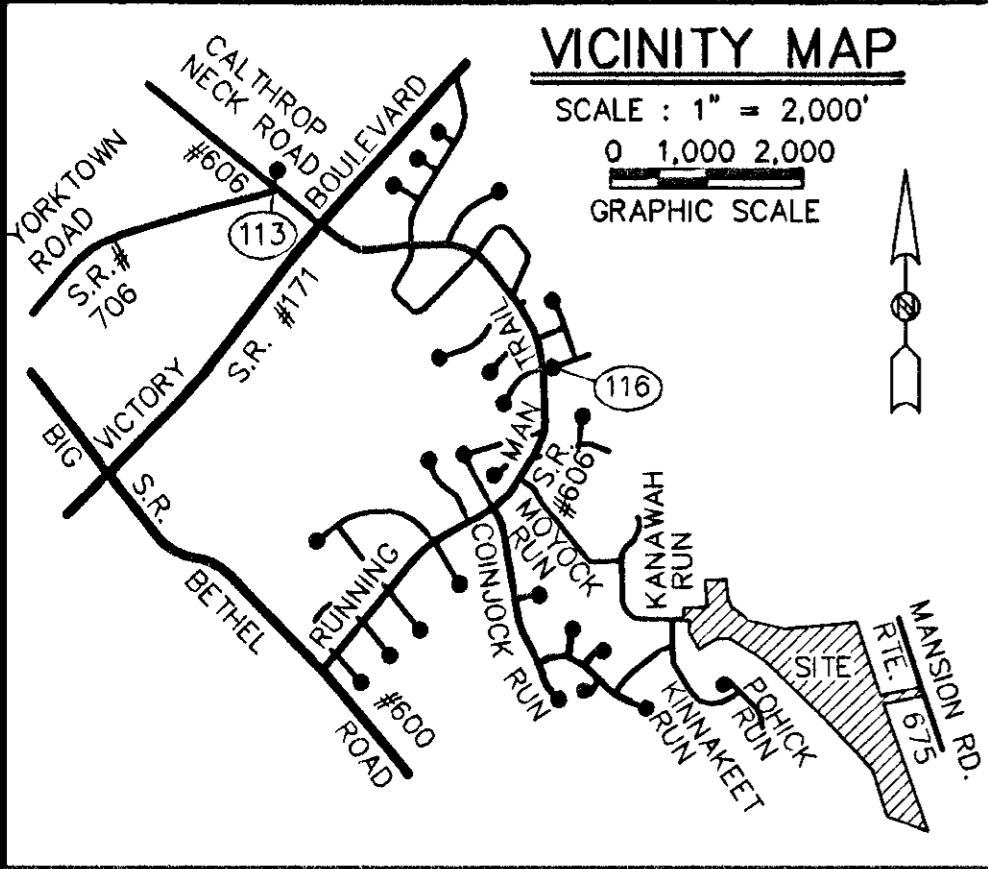 VICINITY MAP
SCALE : 1" = 2,000'
0 1,000 2,000
GRAPHIC SCALE
CALTHROP
NECK ROAD
#606
BOULEVARD
YORKTOWN
ROAD
S.R.#
706
113
S.R. #171
VICTORY
TRAIL
116
MAN
S.R.
#606
BIG
S.R.
BETHEL
ROAD
#600
RUNNING
COINJOCK RUN
MOYOCK
RUN
KANAWAH
RUN
KINNAKEET
RUN
POHICK
RUN
SITE
MANSION RD.
RTE. 675
N